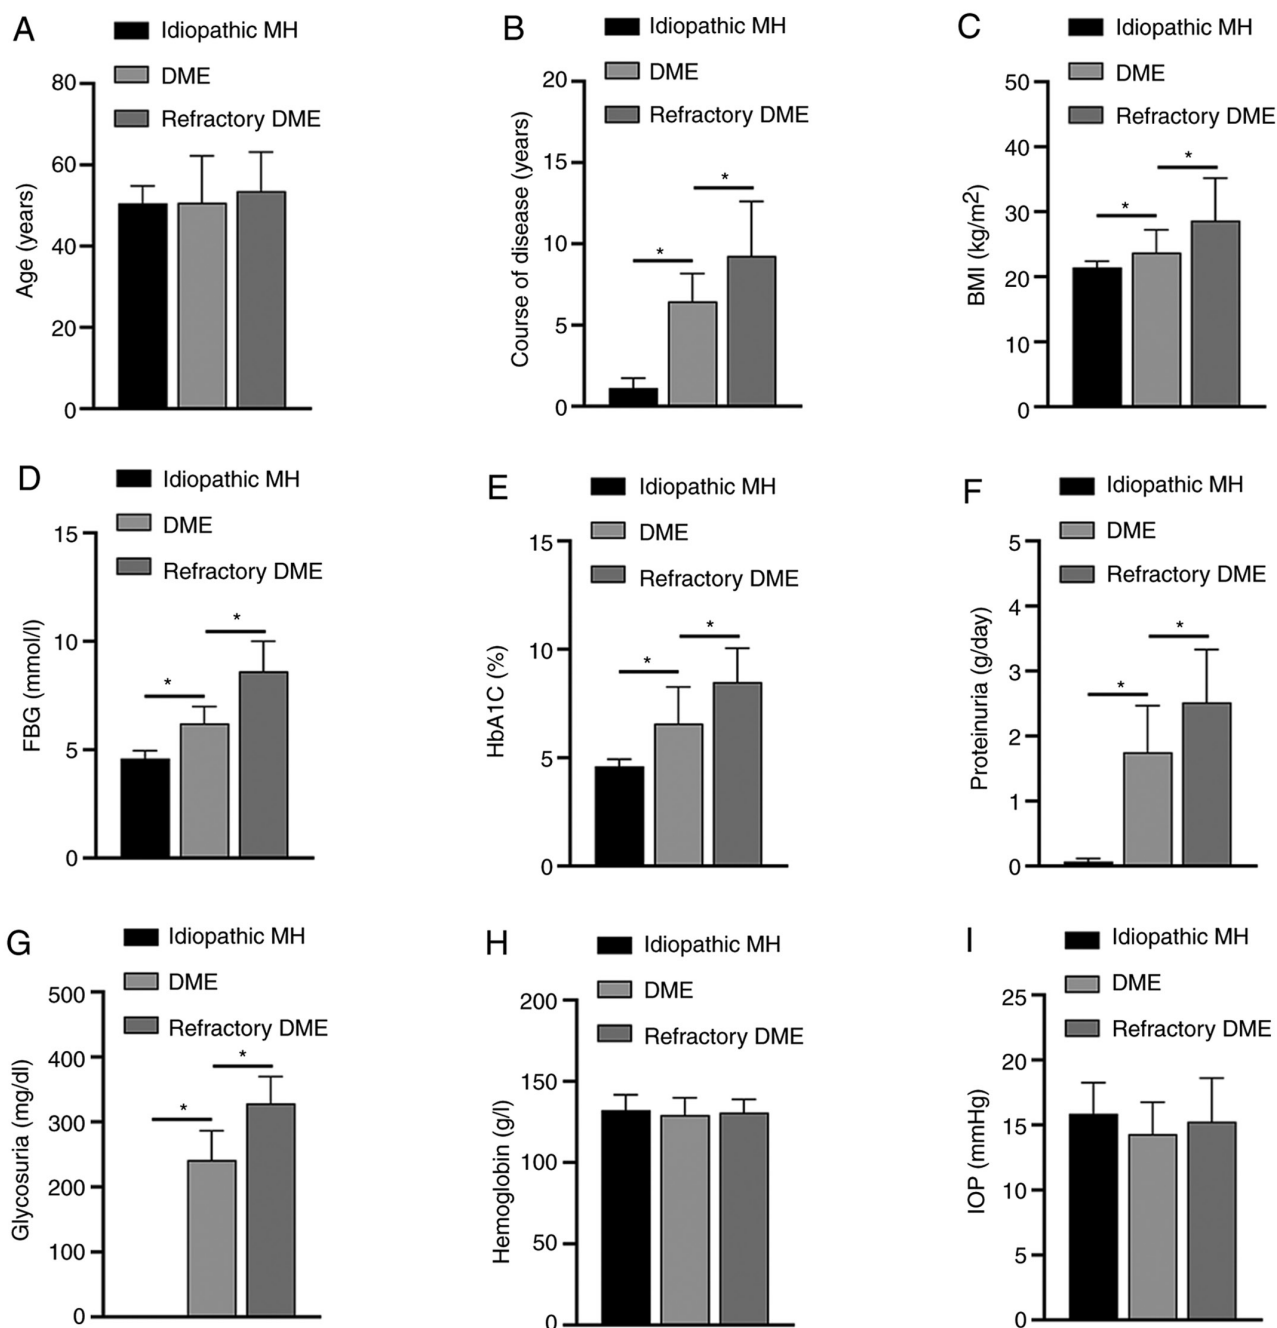 A
Idiopathic MH
DME
Refractory DME
80
60
40
20
0
Age (years)
B
Idiopathic MH
DME
Refractory DME
20
15
10
5
0
Course of disease (years)
*
*
C
Idiopathic MH
DME
Refractory DME
50
40
30
20
10
0
BMI (kg/m2)
*
*
D
Idiopathic MH
DME
Refractory DME
15
10
5
0
FBG (mmol/l)
*
*
E
Idiopathic MH
DME
Refractory DME
15
10
5
0
HbA1C (%)
*
*
F
Idiopathic MH
DME
Refractory DME
5
4
3
2
1
0
Proteinuria (g/day)
*
*
G
Idiopathic MH
DME
Refractory DME
500
400
300
200
100
0
Glycosuria (mg/dl)
*
*
H
Idiopathic MH
DME
Refractory DME
200
150
100
50
0
Hemoglobin (g/l)
I
Idiopathic MH
DME
Refractory DME
25
20
15
10
5
0
IOP (mmHg)